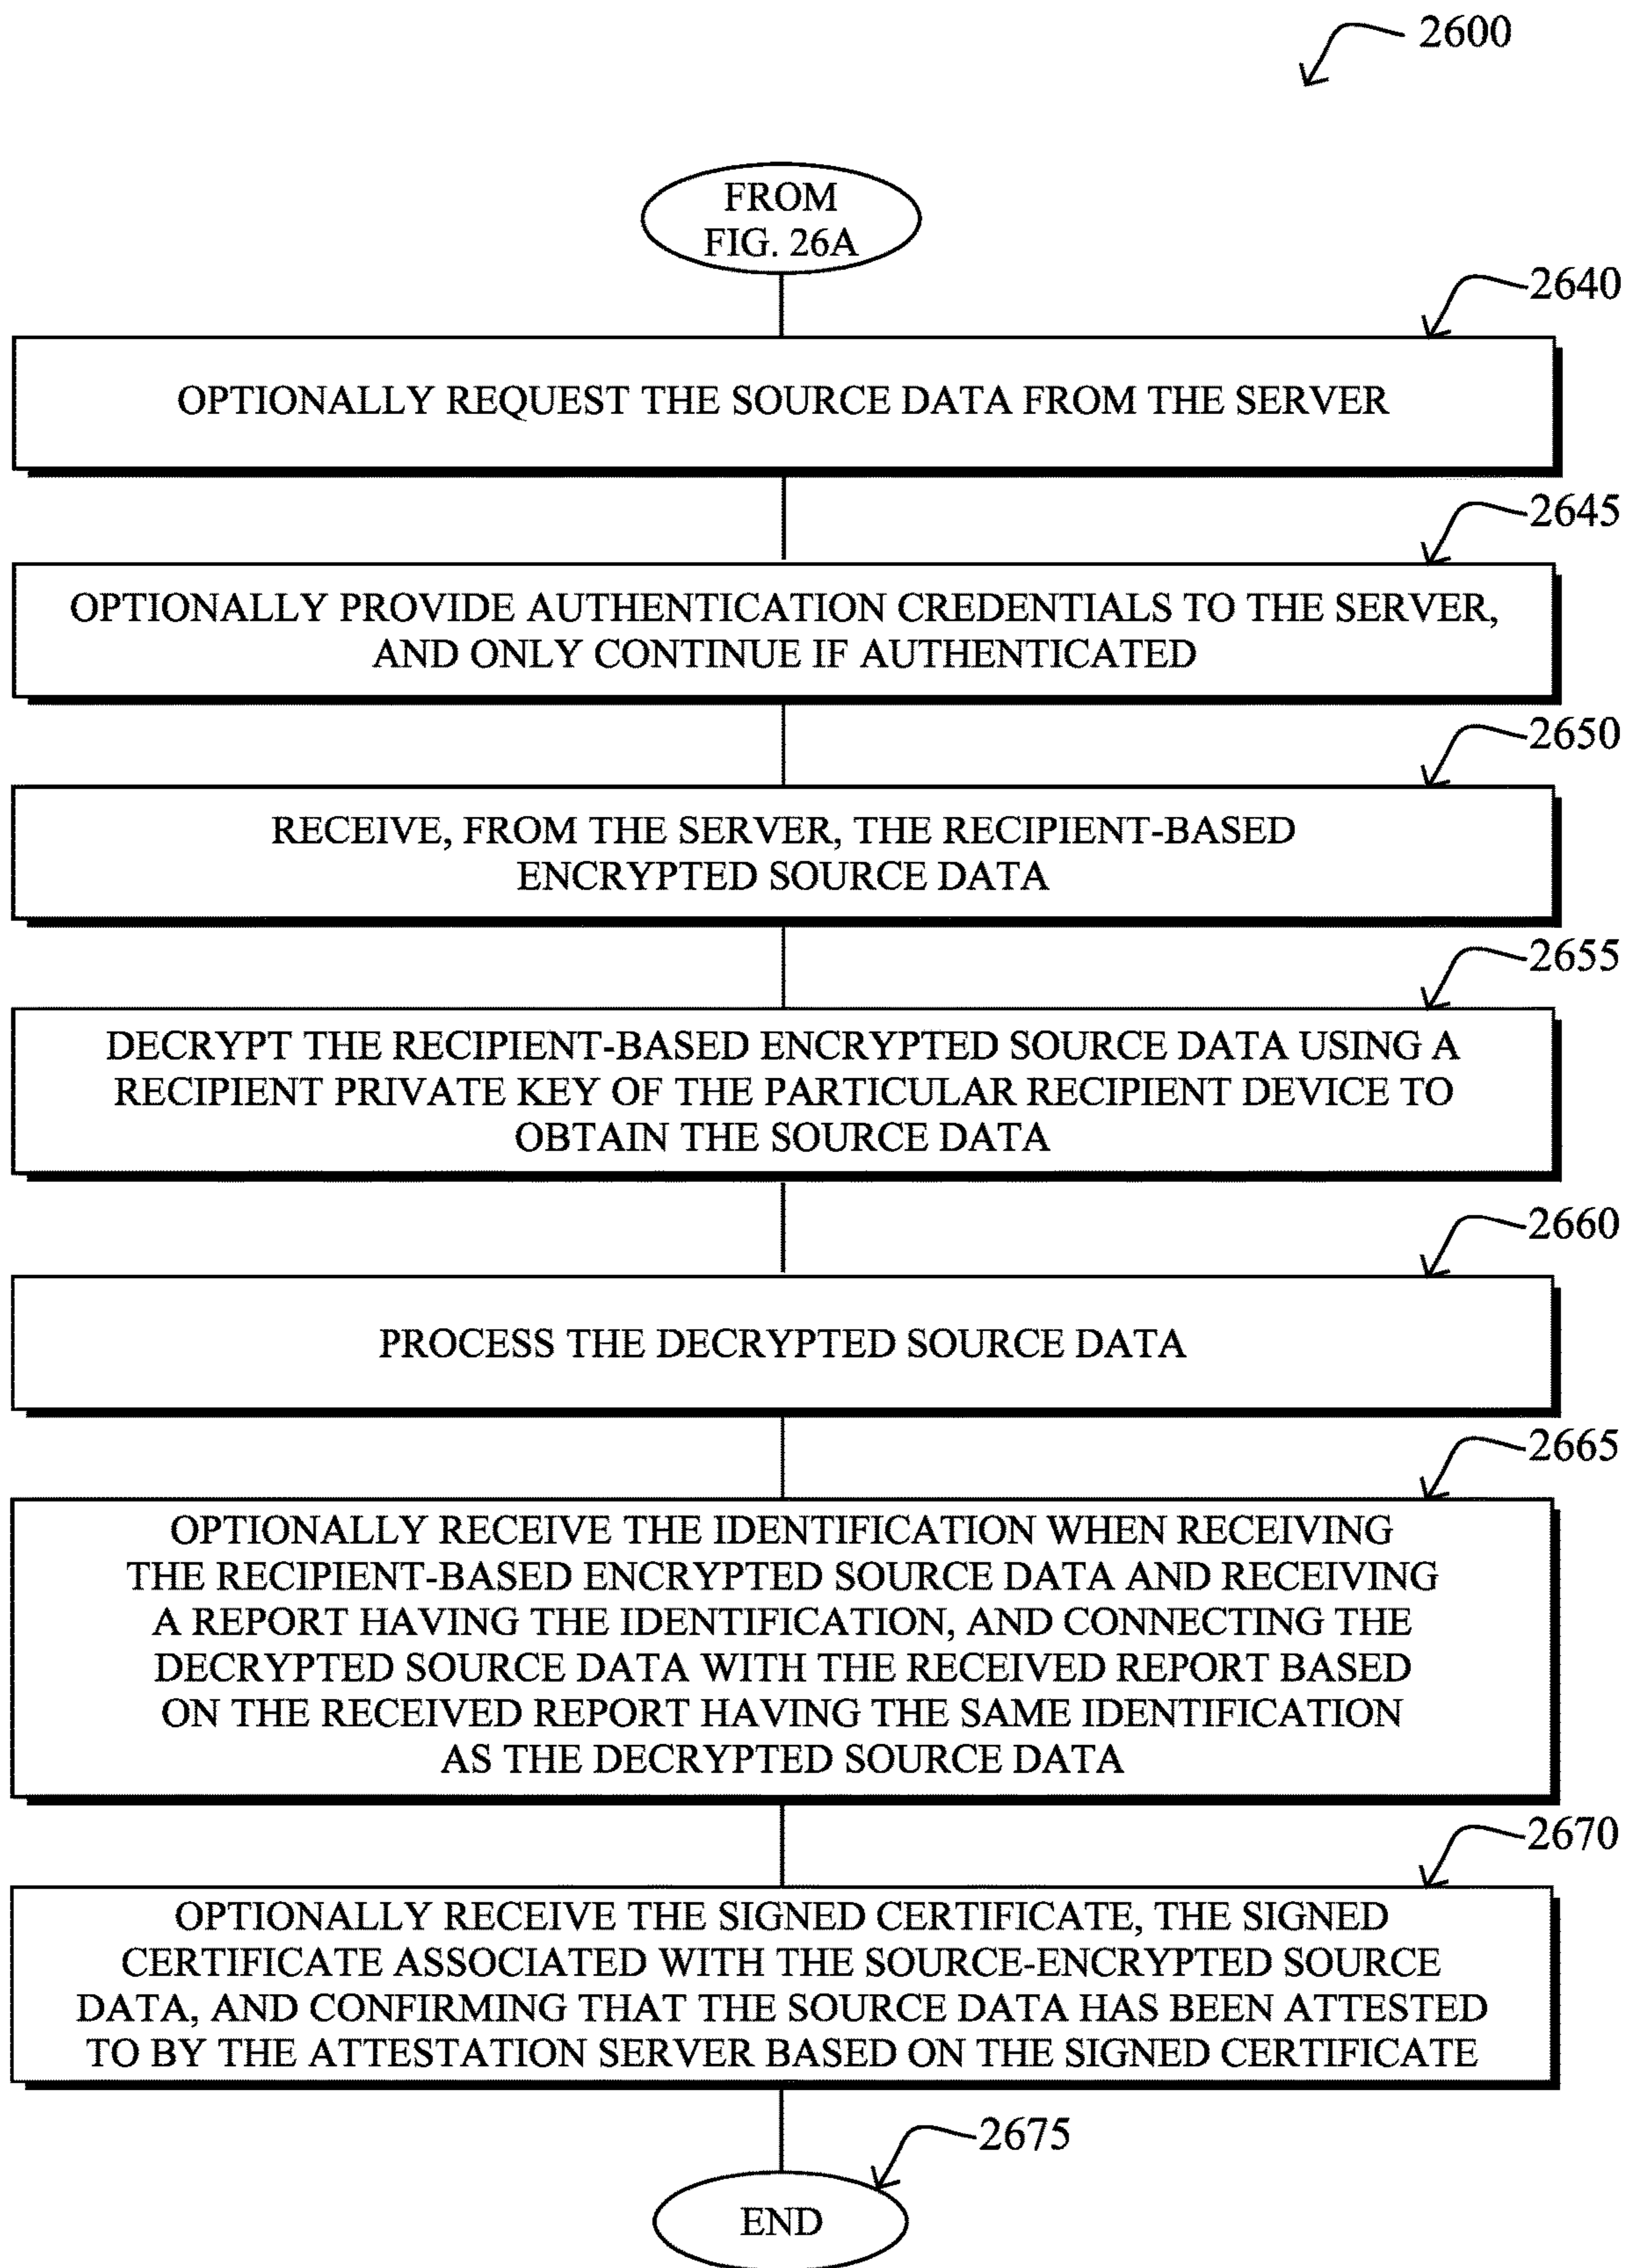 2600
FROM
FIG. 26A
2640
OPTIONALLY REQUEST THE SOURCE DATA FROM THE SERVER
2645
OPTIONALLY PROVIDE AUTHENTICATION CREDENTIALS TO THE SERVER,
AND ONLY CONTINUE IF AUTHENTICATED
2650
RECEIVE, FROM THE SERVER, THE RECIPIENT-BASED
ENCRYPTED SOURCE DATA
2655
DECRYPT THE RECIPIENT-BASED ENCRYPTED SOURCE DATA USING A
RECIPIENT PRIVATE KEY OF THE PARTICULAR RECIPIENT DEVICE TO
OBTAIN THE SOURCE DATA
2660
PROCESS THE DECRYPTED SOURCE DATA
2665
OPTIONALLY RECEIVE THE IDENTIFICATION WHEN RECEIVING
THE RECIPIENT-BASED ENCRYPTED SOURCE DATA AND RECEIVING
A REPORT HAVING THE IDENTIFICATION, AND CONNECTING THE
DECRYPTED SOURCE DATA WITH THE RECEIVED REPORT BASED
ON THE RECEIVED REPORT HAVING THE SAME IDENTIFICATION
AS THE DECRYPTED SOURCE DATA
2670
OPTIONALLY RECEIVE THE SIGNED CERTIFICATE, THE SIGNED
CERTIFICATE ASSOCIATED WITH THE SOURCE-ENCRYPTED SOURCE
DATA, AND CONFIRMING THAT THE SOURCE DATA HAS BEEN ATTESTED
TO BY THE ATTESTATION SERVER BASED ON THE SIGNED CERTIFICATE
2675
END